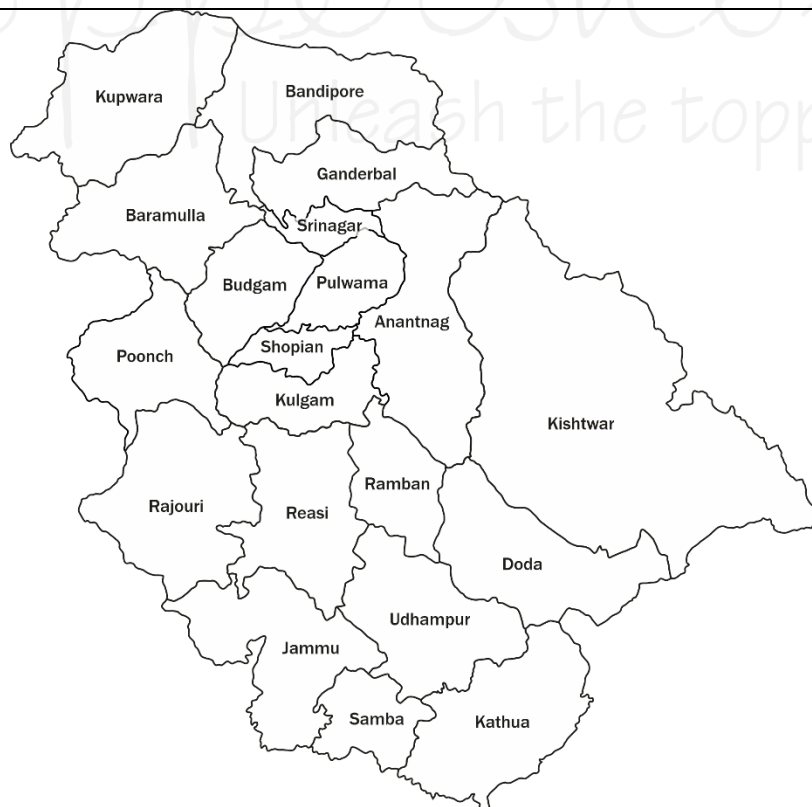 Unleash the topp
Kupwara
Bandipore
Ganderbal
Baramulla
Srinagar
Budgam
Pulwama
Anantnag
Shopian
Poonch
Kulgam
Kishtwar
Ramban
Rajouri
Reasi
Doda
Udhampur
Jammu
Samba
Kathua